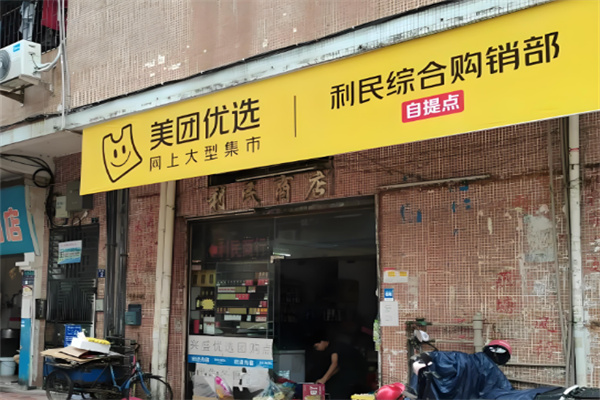 美团优选
网上大型集市
利民综合购销部
自提点
利民商店
店